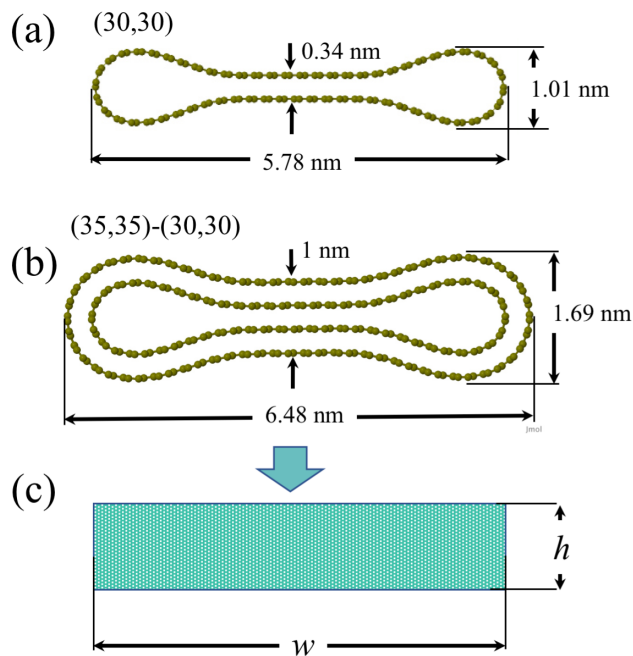 (a)
(30,30)
0.34 nm
1.01 nm
5.78 nm
(35,35)-(30,30)
(b)
1 nm
1.69 nm
6.48 nm
jmol
(c)
h
w